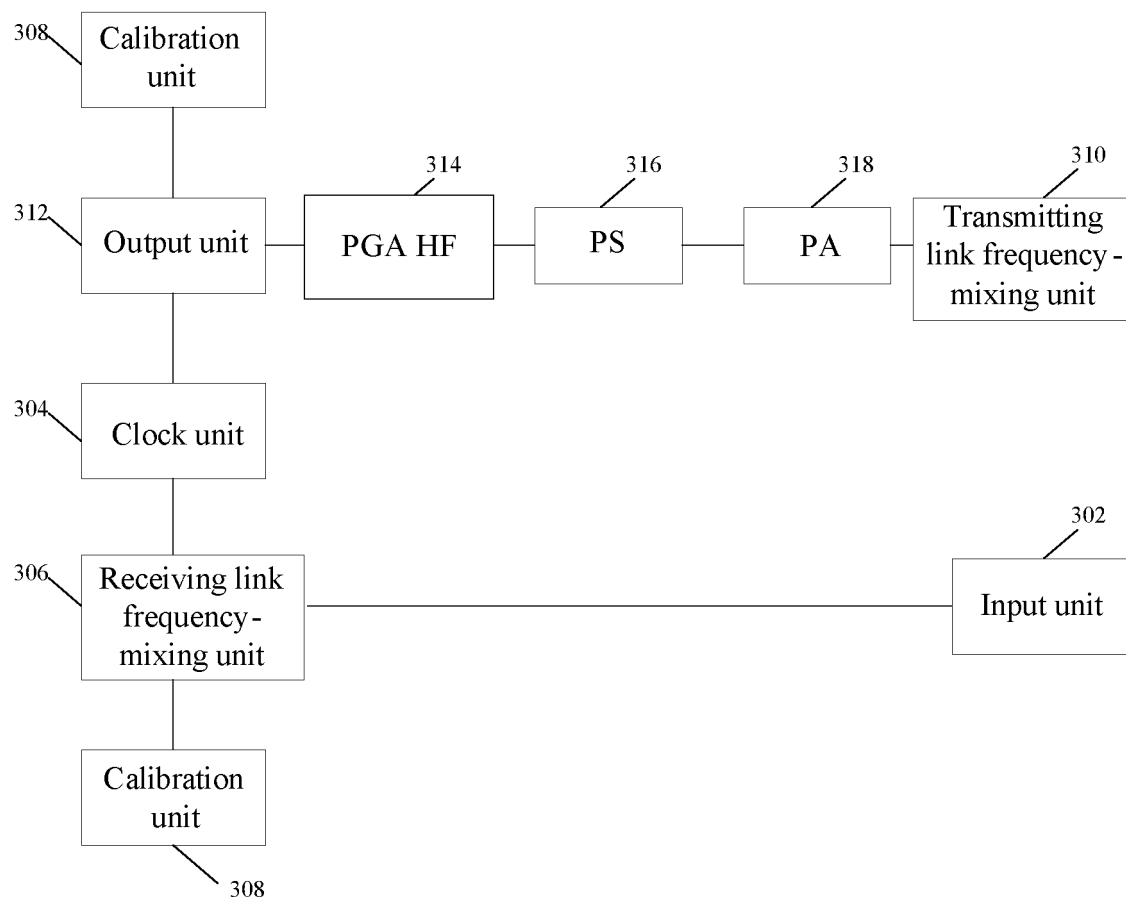 308
Calibration
unit
314
316
318
310
312
Output unit
PGA HF
PS
PA
Transmitting
link frequency-
mixing unit
304
Clock unit
302
306
Receiving link
frequency-
mixing unit
Input unit
Calibration
unit
308